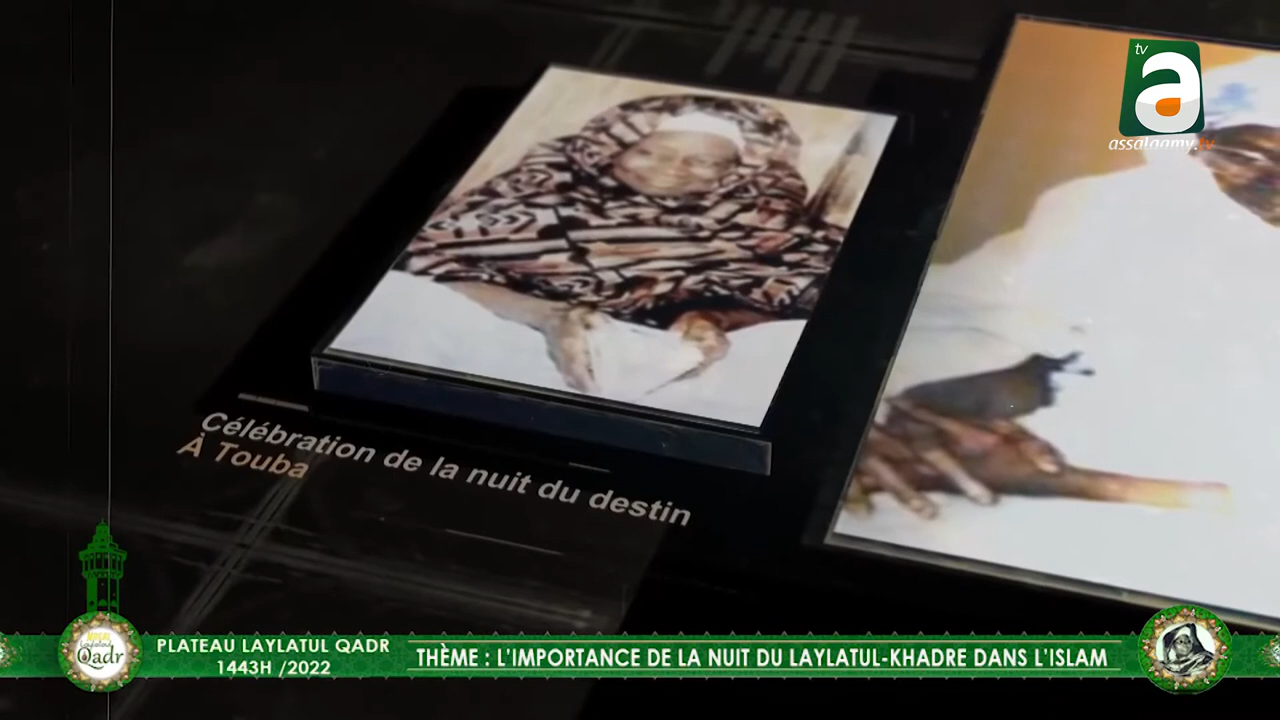 tv
a
assalaamy.tv
Célébration de la nuit du destin
À Touba
Qadr
PLATEAU LAYLATUL QADR
1443H /2022
THÈME : L'IMPORTANCE DE LA NUIT DU LAYLATUL-KHADRE DANS L'ISLAM